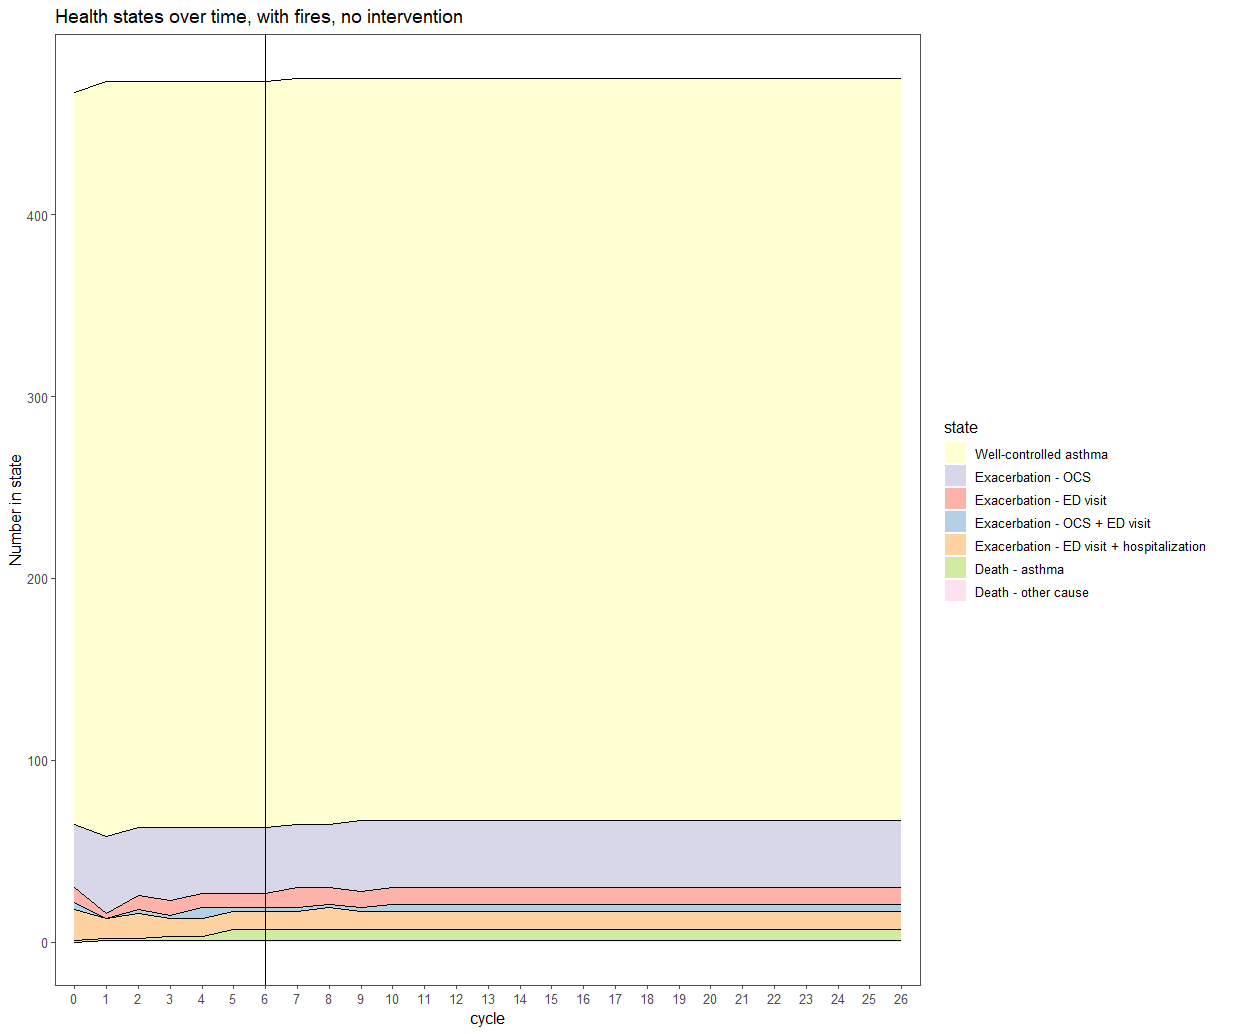 Health states over time, with fires, no intervention
Number in state
400
300
200
100
0
0 1 2 3 4 5 6 7 8 9 10 11 12 13 14 15 16 17 18 19 20 21 22 23 24 25 26
cycle
state
Well-controlled asthma
Exacerbation - OCS
Exacerbation - ED visit
Exacerbation - OCS + ED visit
Exacerbation - ED visit + hospitalization
Death - asthma
Death - other cause